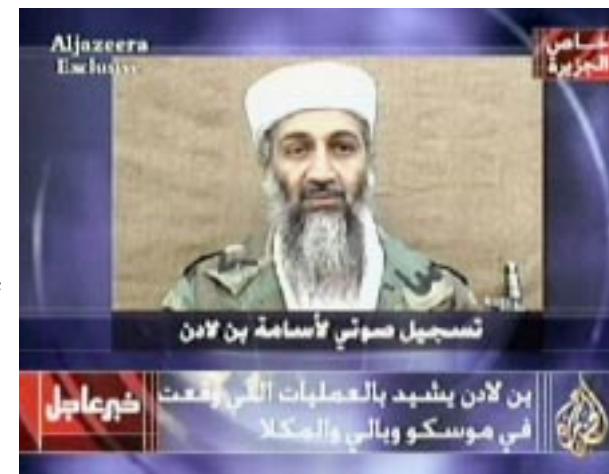 Aljazeera
Exclusive
خاص
الجزيرة
تسجيل صوتي لأسامة بن لادن
خبر عاجل
بن لادن يشيد بالعمليات التي وقعت
في موسكو وبالي والمكلا